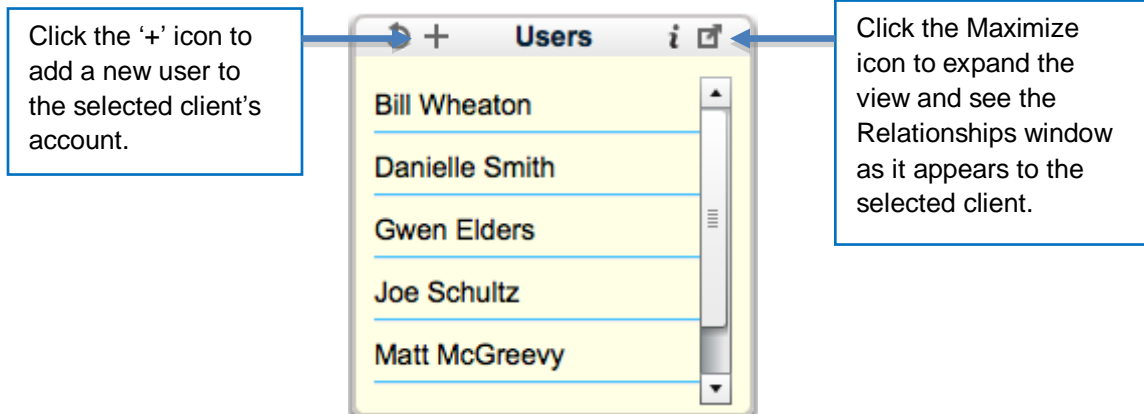 Click the ‘+’ icon to
add a new user to
the selected client’s
account.
Users
Bill Wheaton
Danielle Smith
Gwen Elders
Joe Schultz
Matt McGreevy
Click the Maximize
icon to expand the
view and see the
Relationships window
as it appears to the
selected client.